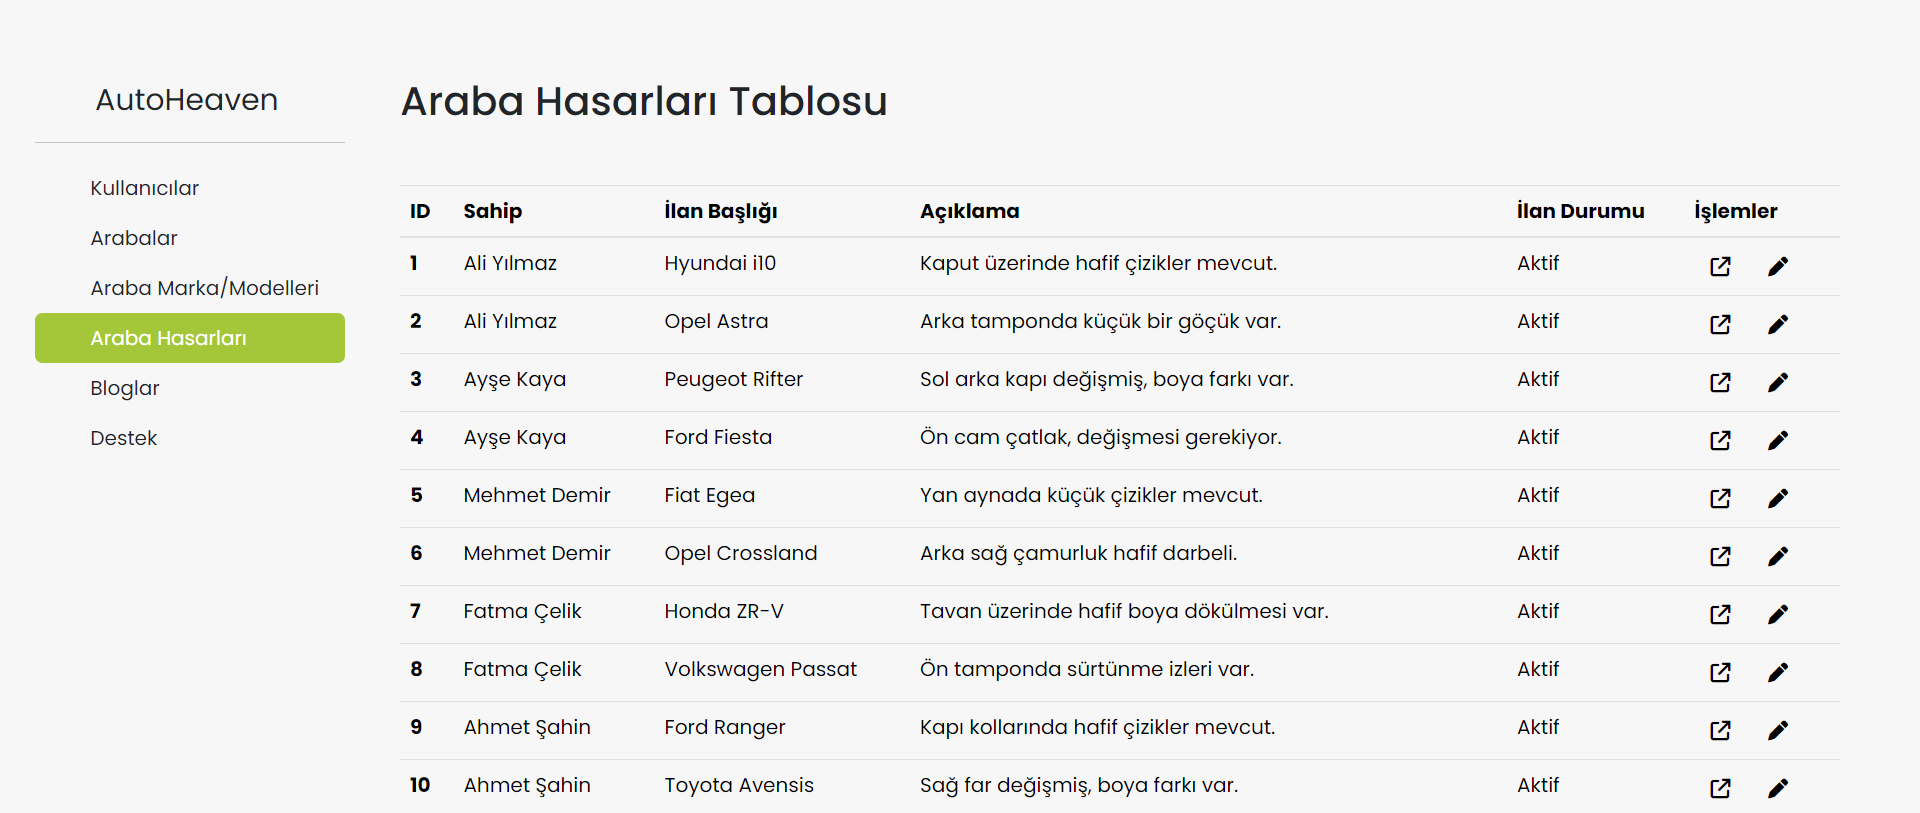 AutoHeaven
Kullanıcılar
Arabalar
Araba Marka/Modelleri
Araba Hasarları
Bloglar
Destek
Araba Hasarları Tablosu
ID Sahip İlan Başlığı Açıklama İlan Durumu İşlemler
1 Ali Yılmaz Hyundai i10 Kaput üzerinde hafif çizikler mevcut. Aktif
2 Ali Yılmaz Opel Astra Arka tamponda küçük bir göçük var. Aktif
3 Ayşe Kaya Peugeot Rifter Sol arka kapı değişmiş, boya farkı var. Aktif
4 Ayşe Kaya Ford Fiesta Ön cam çatlak, değişmesi gerekiyor. Aktif
5 Mehmet Demir Fiat Egea Yan aynada küçük çizikler mevcut. Aktif
6 Mehmet Demir Opel Crossland Arka sağ çamurluk hafif darbeli. Aktif
7 Fatma Çelik Honda ZR-V Tavan üzerinde hafif boya dökülmesi var. Aktif
8 Fatma Çelik Volkswagen Passat Ön tamponda sürtünme izleri var. Aktif
9 Ahmet Şahin Ford Ranger Kapı kollarında hafif çizikler mevcut. Aktif
10 Ahmet Şahin Toyota Avensis Sağ far değişmiş, boya farkı var. Aktif